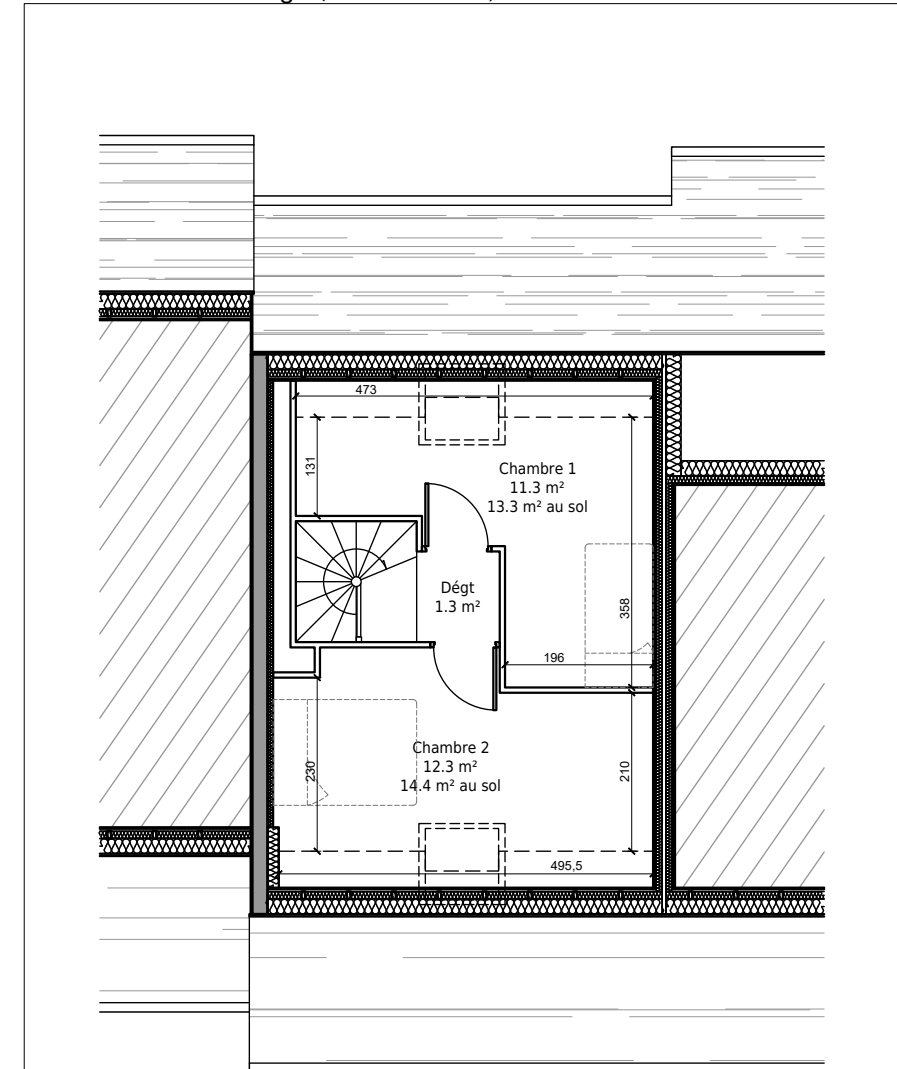 473
131
Chambre 1
11.3 m²
13.3 m² au sol
Dégt
1.3 m²
358
196
Chambre 2
12.3 m²
14.4 m² au sol
230
210
495,5